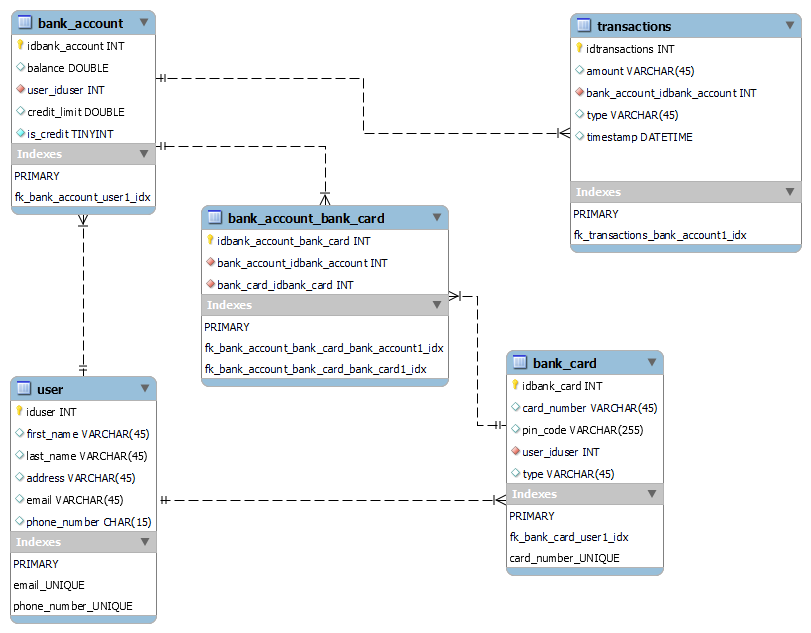 bank_account
idbank_account INT
balance DOUBLE
user_iduser INT
credit_limit DOUBLE
is_credit TINYINT
Indexes
PRIMARY
fk_bank_account_user1_idx
transactions
idtransactions INT
amount VARCHAR(45)
bank_account_idbank_account INT
type VARCHAR(45)
timestamp DATETIME
Indexes
PRIMARY
fk_transactions_bank_account1_idx
bank_account_bank_card
idbank_account_bank_card INT
bank_account_idbank_account INT
bank_card_idbank_card INT
Indexes
PRIMARY
fk_bank_account_bank_card_bank_account1_idx
fk_bank_account_bank_card_bank_card1_idx
bank_card
idbank_card INT
card_number VARCHAR(45)
pin_code VARCHAR(255)
user_iduser INT
type VARCHAR(45)
Indexes
PRIMARY
fk_bank_card_user1_idx
card_number_UNIQUE
user
iduser INT
first_name VARCHAR(45)
last_name VARCHAR(45)
address VARCHAR(45)
email VARCHAR(45)
phone_number CHAR(15)
Indexes
PRIMARY
email_UNIQUE
phone_number_UNIQUE